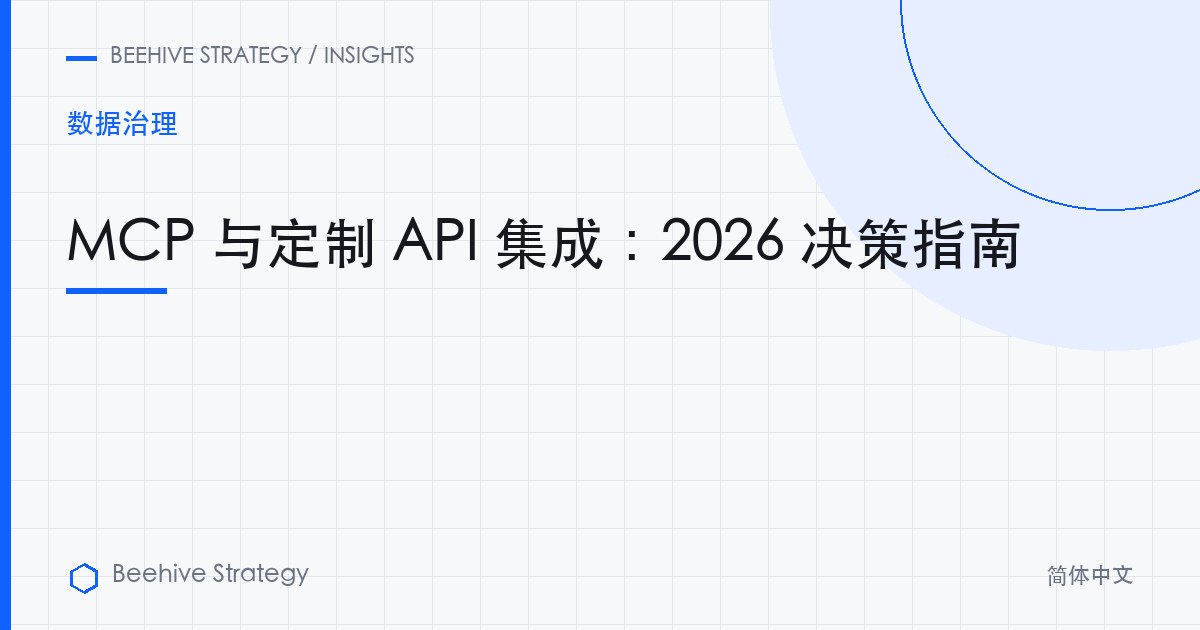 BEEHIVE STRATEGY / INSIGHTS
数据治理
MCP 与定制 API 集成：2026 决策指南
Beehive Strategy
简体中文